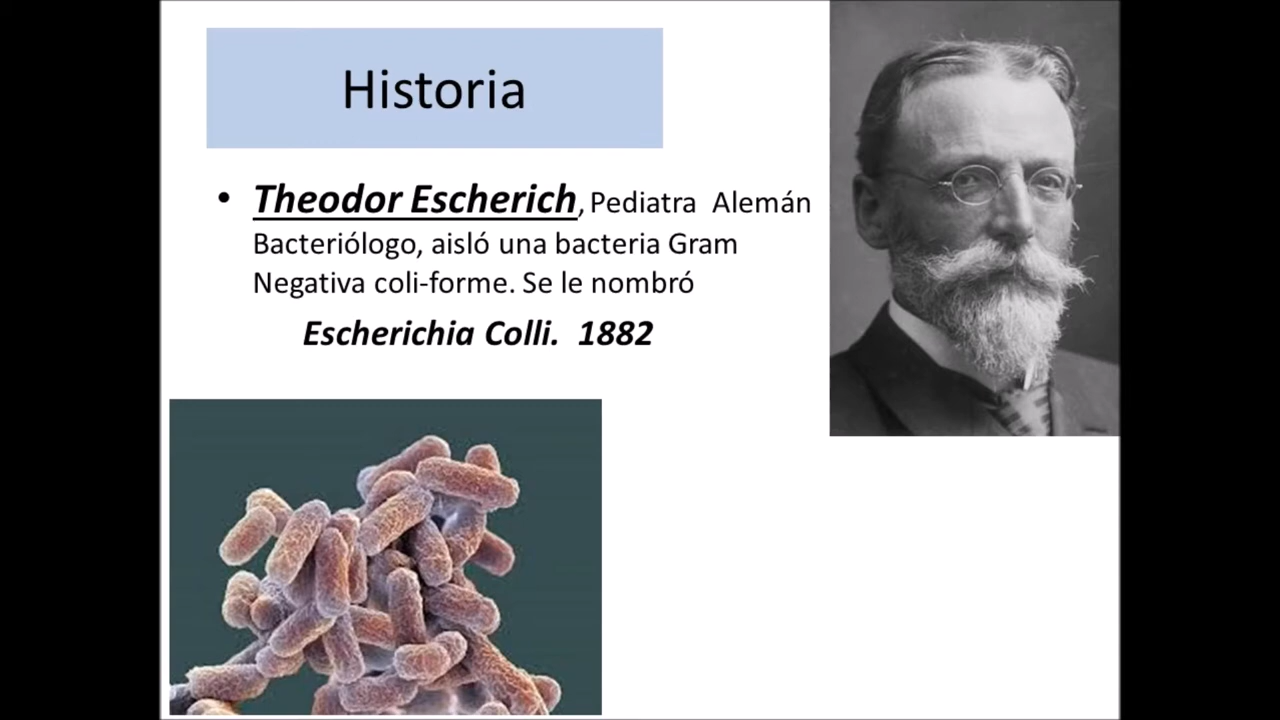 Historia
• Theodor Escherich, Pediatra Alemán
Bacteriólogo, aisló una bacteria Gram
Negativa coli-forme. Se le nombró
Escherichia Colli. 1882